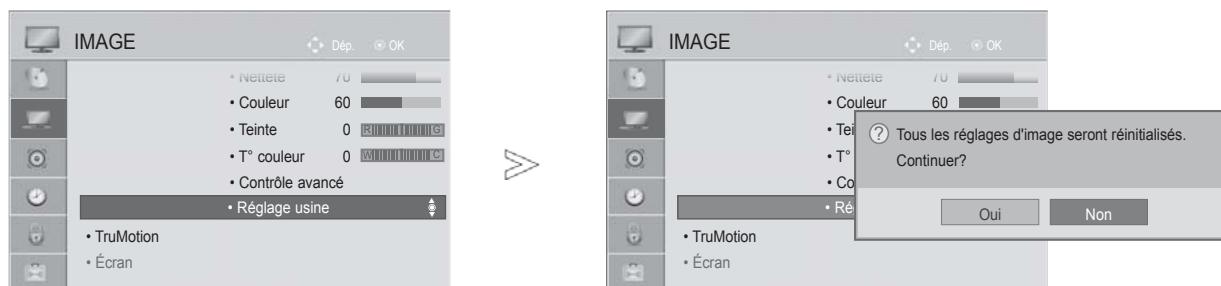 IMAGE
Dép. OK
• Netteté 70
• Couleur 60
• Teinte 0 R G
• T° couleur 0 W C
• Contrôle avancé
• Réglage usine
• TruMotion
• Écran
IMAGE
Dép. OK
• Netteté 70
• Couleur 60
• Tei
• T°
• Co
• Ré
• TruMotion
• Écran
? Tous les réglages d'image seront réinitialisés.
Continuer?
Oui Non